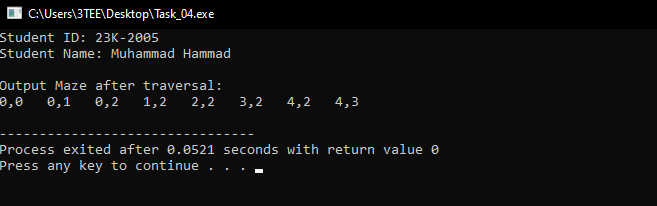 C:\Users\3TEE\Desktop\Task_04.exe
Student ID: 23K-2005
Student Name: Muhammad Hammad
Output Maze after traversal:
0,0   0,1   0,2   1,2   2,2   3,2   4,2   4,3
--------------------------------
Process exited after 0.0521 seconds with return value 0
Press any key to continue . . .